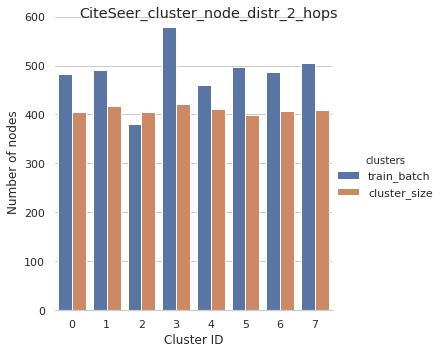 CiteSeer_cluster_node_distr_2_hops
600
500
400
300
200
100
0
Number of nodes
0 1 2 3 4 5 6 7
Cluster ID
clusters
train_batch
cluster_size